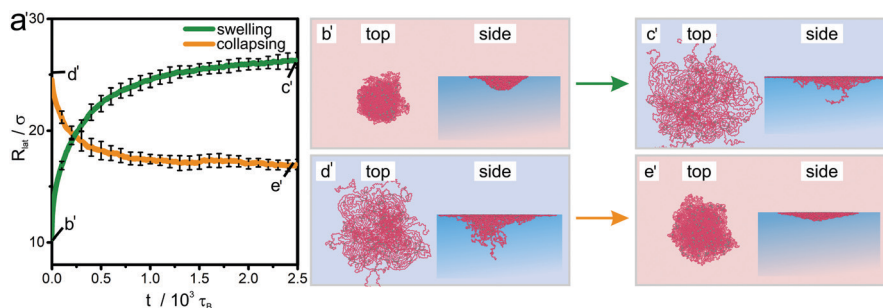 a'
30
20
10
R_lat / σ
swelling
collapsing
d'
c'
b'
e'
0.0 0.5 1.0 1.5 2.0 2.5
t / 10³ τ_B
b' top side
c' top side
d' top side
e' top side